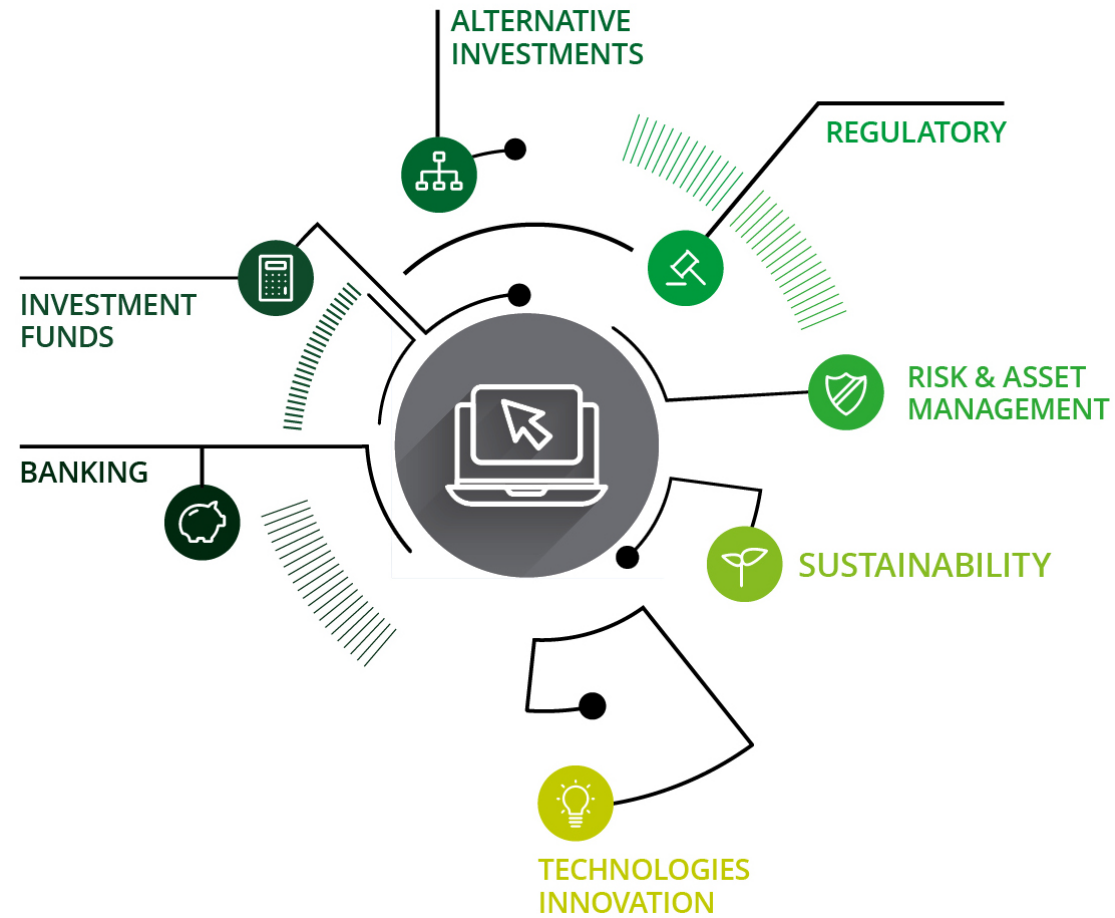 ALTERNATIVE
INVESTMENTS
REGULATORY
INVESTMENT
FUNDS
RISK & ASSET
MANAGEMENT
BANKING
SUSTAINABILITY
TECHNOLOGIES
INNOVATION